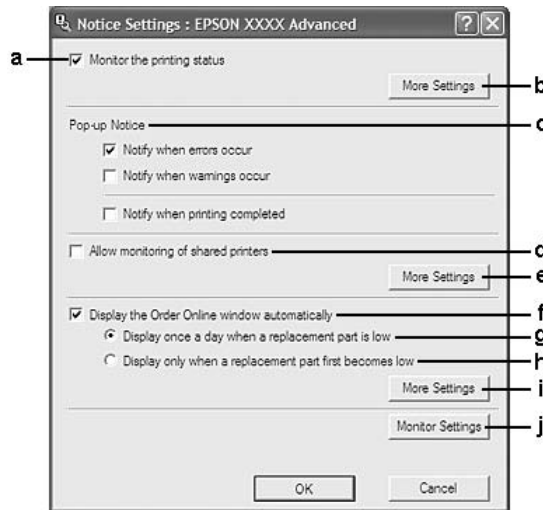 Notice Settings : EPSON XXXX Advanced
a Monitor the printing status
More Settings b
Pop-up Notice c
Notify when errors occur
Notify when warnings occur
Notify when printing completed
Allow monitoring of shared printers d
More Settings e
Display the Order Online window automatically f
Display once a day when a replacement part is low g
Display only when a replacement part first becomes low h
More Settings i
Monitor Settings j
OK Cancel